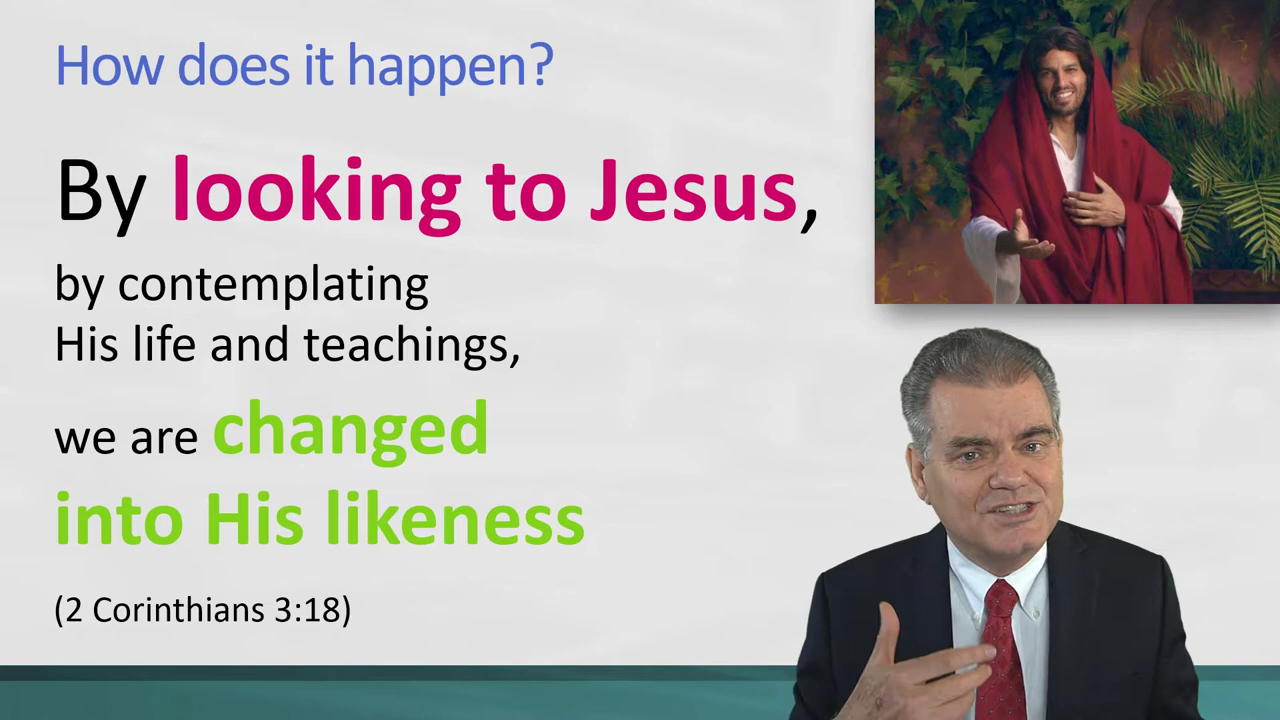 How does it happen?
By looking to Jesus,
by contemplating
His life and teachings,
we are changed
into His likeness
(2 Corinthians 3:18)